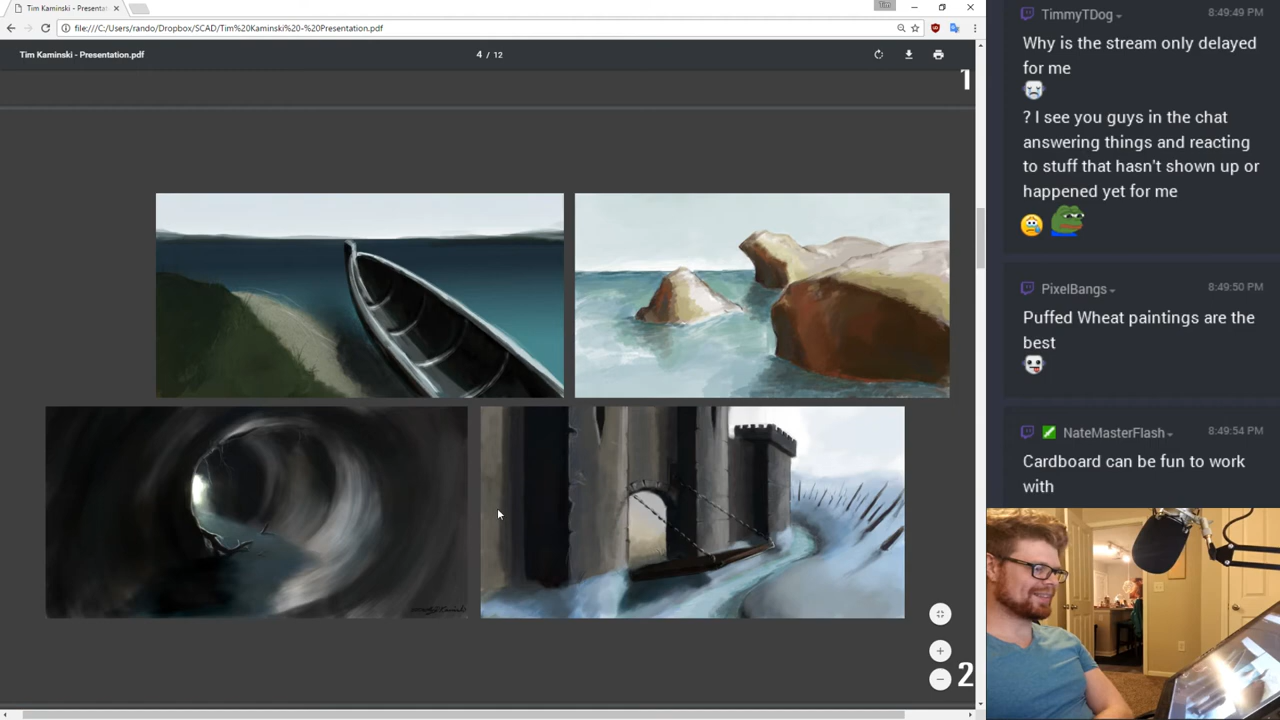 Tim Kaminski - Presentat
Tim
file:///C:/Users/rando/Dropbox/SCAD/Tim%20Kaminski%20-%20Presentation.pdf
Tim Kaminski - Presentation.pdf
4 / 12
1
2
TimmyTDog
8:49:49 PM
Why is the stream only delayed
for me
? I see you guys in the chat
answering things and reacting
to stuff that hasn't shown up or
happened yet for me
PixelBangs
8:49:50 PM
Puffed Wheat paintings are the
best
NateMasterFlash
8:49:54 PM
Cardboard can be fun to work
with